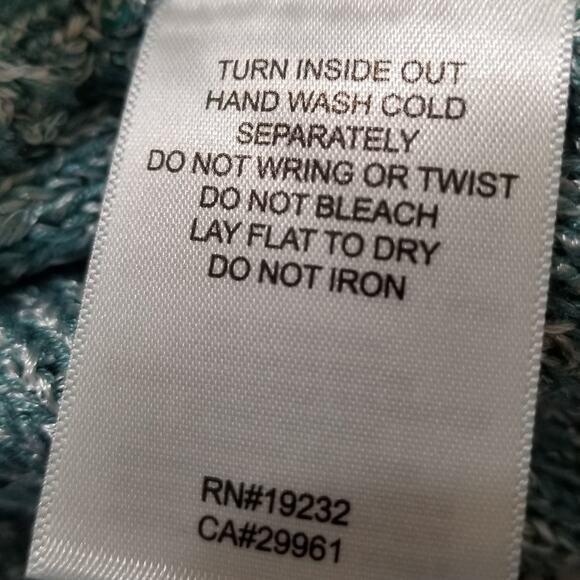 TURN INSIDE OUT
HAND WASH COLD
SEPARATELY
DO NOT WRING OR TWIST
DO NOT BLEACH
LAY FLAT TO DRY
DO NOT IRON
RN#19232
CA#29961